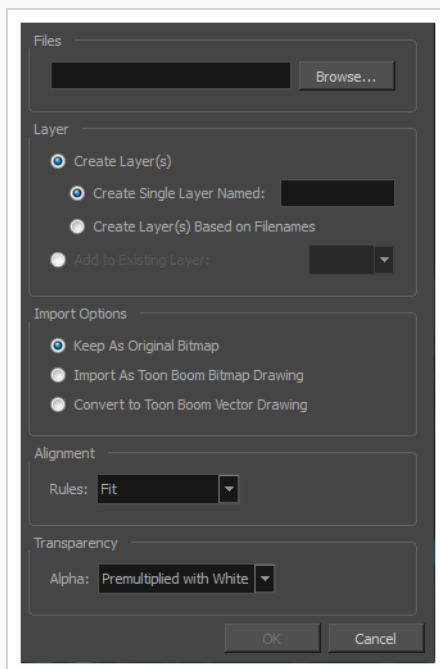 Files
Browse...
Layer
Create Layer(s)
Create Single Layer Named:
Create Layer(s) Based on Filenames
Add to Existing Layer:
Import Options
Keep As Original Bitmap
Import As Toon Boom Bitmap Drawing
Convert to Toon Boom Vector Drawing
Alignment
Rules: Fit
Transparency
Alpha: Premultiplied with White
OK Cancel